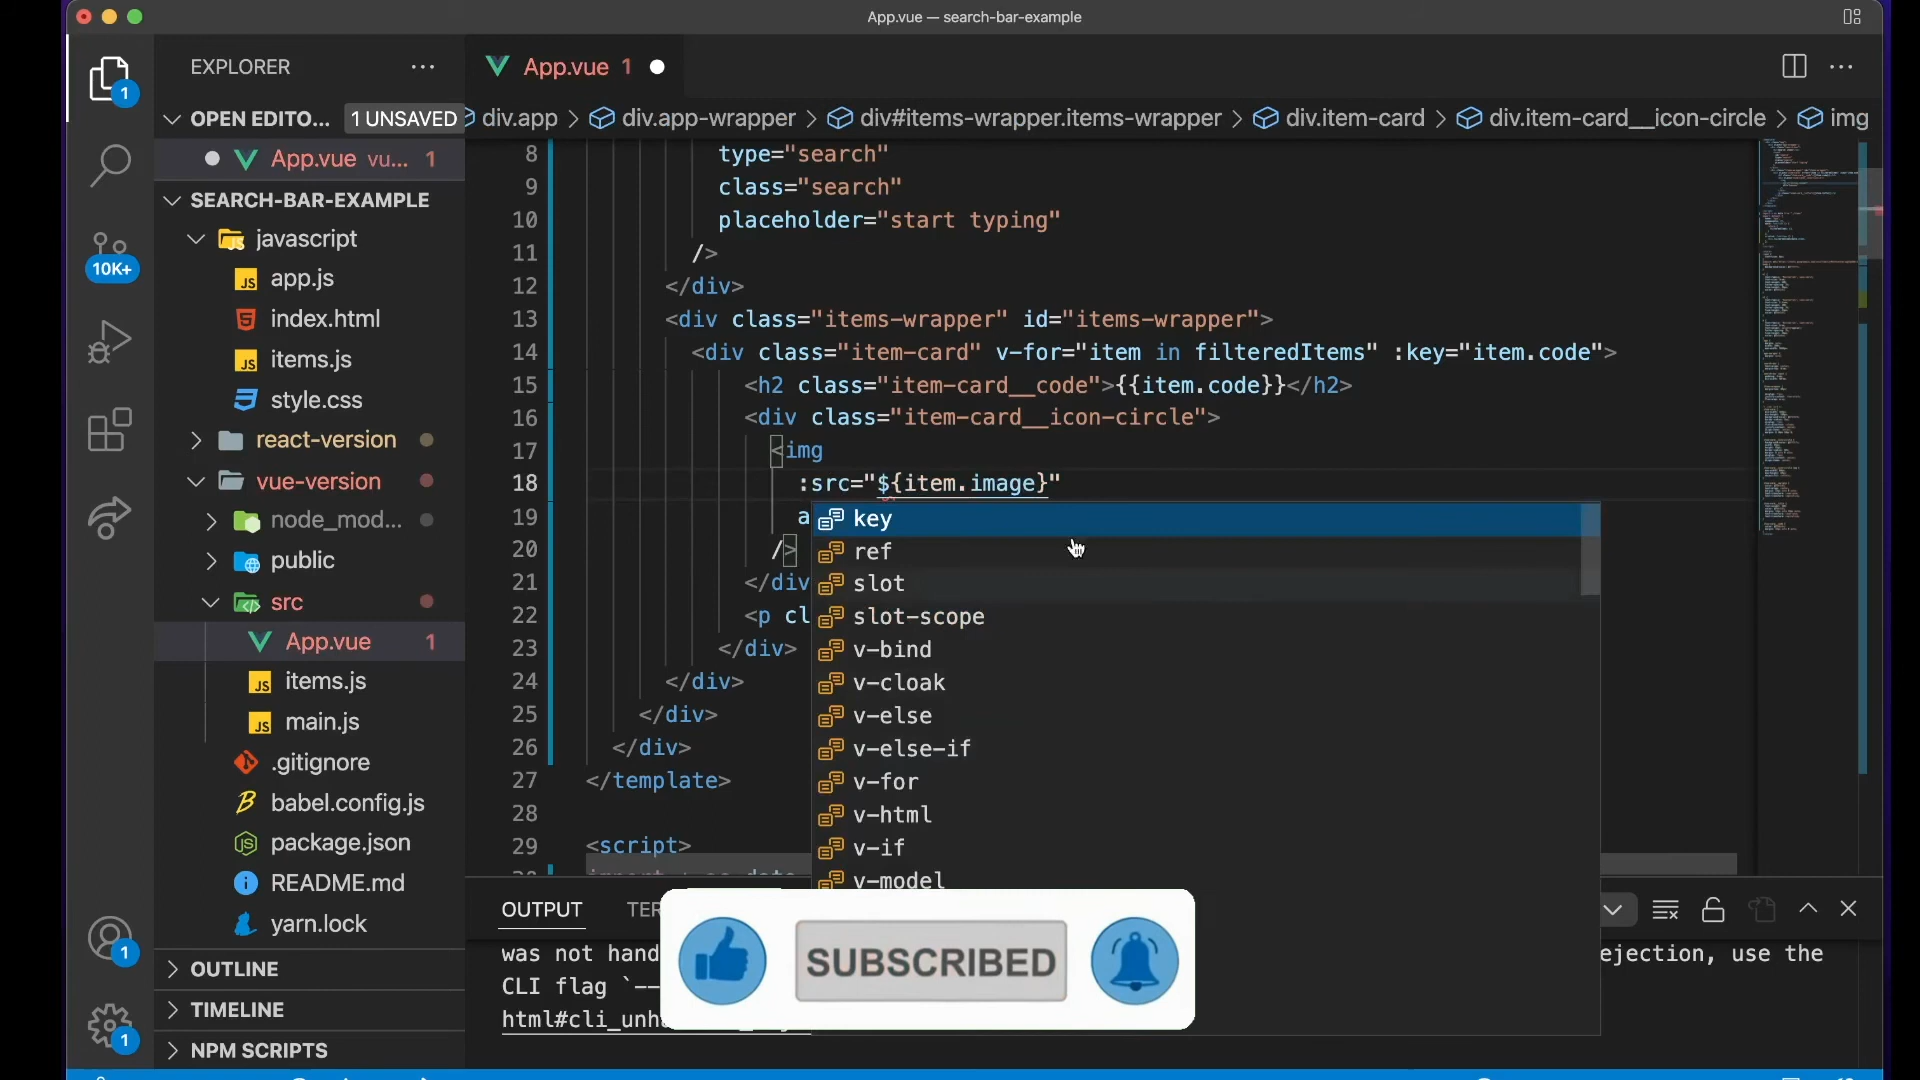 App.vue — search-bar-example
EXPLORER
App.vue 1
OPEN EDITO... 1 UNSAVED
div.app > div.app-wrapper > div#items-wrapper.items-wrapper > div.item-card > div.item-card__icon-circle > img
App.vue vu... 1
SEARCH-BAR-EXAMPLE
javascript
app.js
index.html
items.js
style.css
react-version
vue-version
node_mod...
public
src
App.vue 1
items.js
main.js
.gitignore
babel.config.js
package.json
README.md
yarn.lock
OUTLINE
TIMELINE
NPM SCRIPTS
1
10K+
1
1
8 type="search"
9 class="search"
10 placeholder="start typing"
11 />
12 </div>
13 <div class="items-wrapper" id="items-wrapper">
14 <div class="item-card" v-for="item in filteredItems" :key="item.code">
15 <h2 class="item-card__code">{{item.code}}</h2>
16 <div class="item-card__icon-circle">
17 <img
18 :src="${item.image}"
19 a
20 />
21 </div
22 <p cl
23 </div>
24 </div>
25 </div>
26 </div>
27 </template>
28
29 <script>
key
ref
slot
slot-scope
v-bind
v-cloak
v-else
v-else-if
v-for
v-html
v-if
v-model
OUTPUT TER
was not hand ejection, use the
CLI flag `--
html#cli_unh
SUBSCRIBED